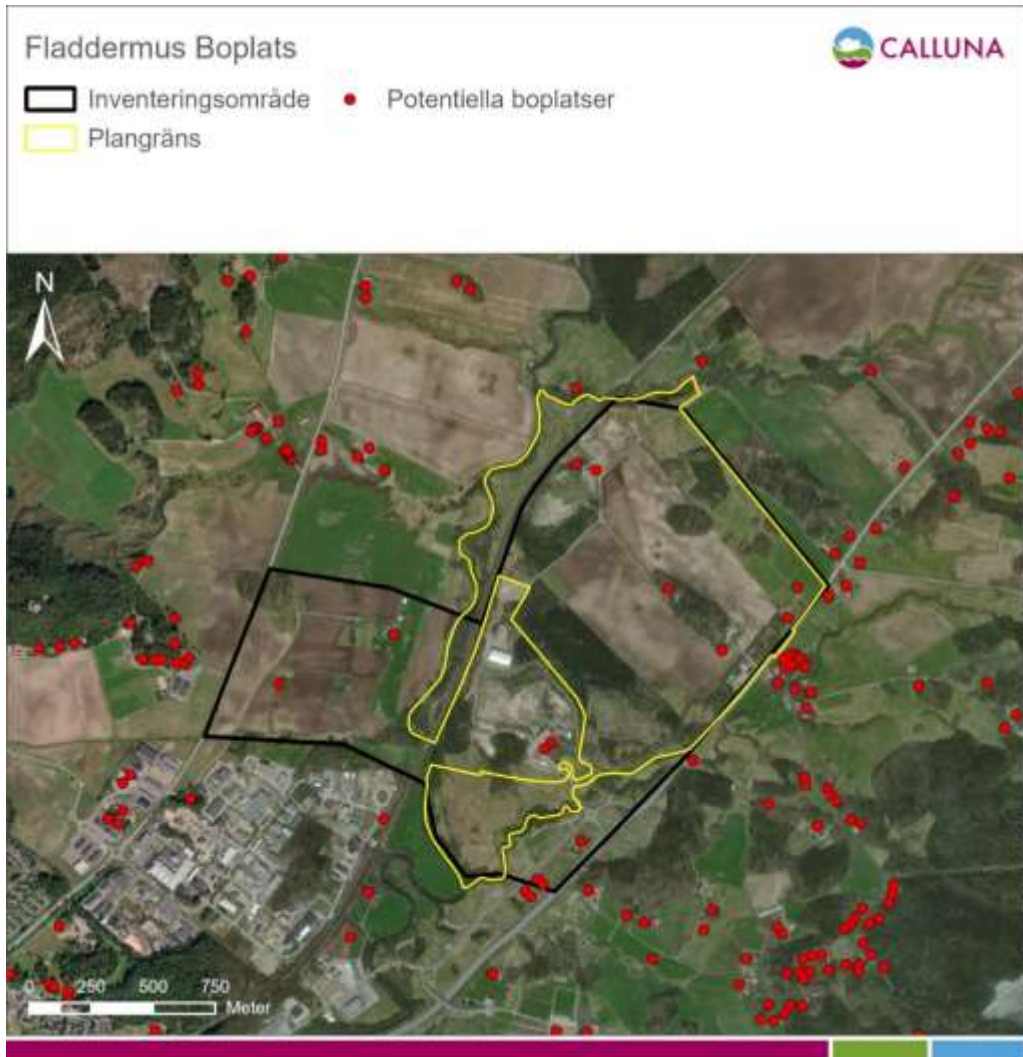 Fladdermus Boplats
CALLUNA
Inventeringsområde
Potentiella boplatser
Plangräns
N
0 250 500 750
Meter